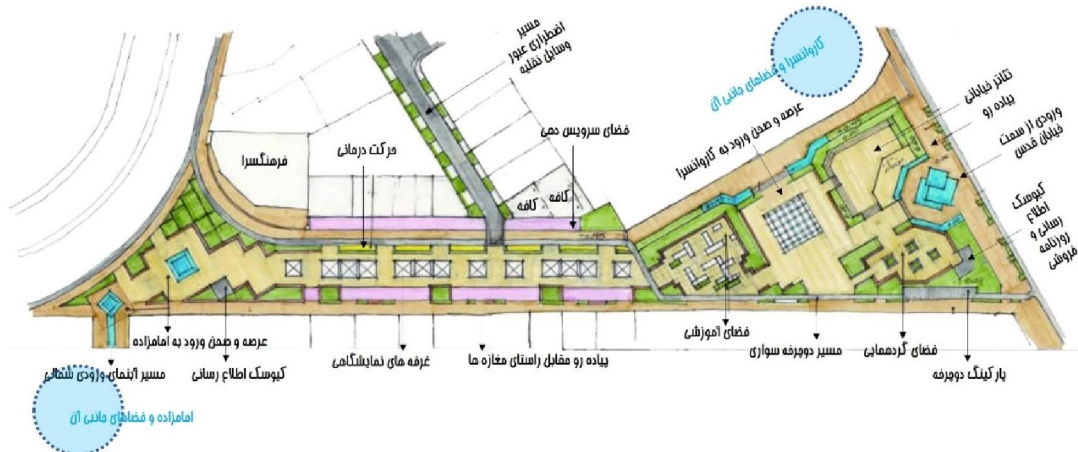 مسیر
اضطراری عبور
وسایل نقلیه
کاروانسرا و فضاهای جانبی آن
تئاتر خیابانی
پیاده رو
ورودی از سمت
خیابان قدس
عرصه و صحن ورود به کاروانسرا
فضای سرویس دهی
حرکت درمانی
فرهنگسرا
کافه
کافه
کیوسک
اطلاع
رسانی و
روزنامه
فروشی
فضای آموزشی
عرصه و صحن ورود به امامزاده
غرفه های نمایشگاهی
پیاده رو مقابل راستای مغازه ها
مسیر دوچرخه سواری
فضای گردهمایی
پارکینگ دوچرخه
کیوسک اطلاع رسانی
مسیر آبنمای ورودی شمالی
امامزاده و فضاهای جانبی آن